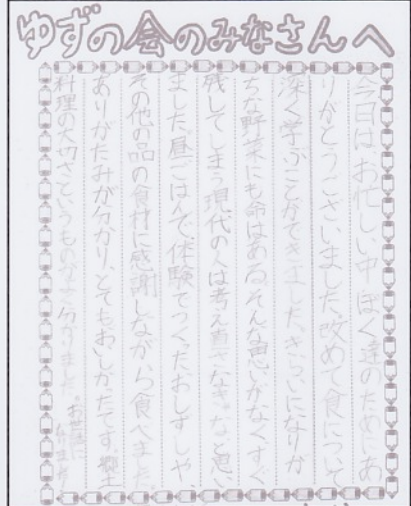 ゆずの会のみなさんへ
今日は、お忙しい中ぼく達のためにあ
りがとうございました。改めて食について
深く学ぶことができました。きらいになりが
ちな野菜にも命はある。そんな思いがなくすぐ
残してしまう現代の人は考え直さなきゃなと思い
ました。昼ごはんで体験でつくったおしずしや、
その他の品の食材に感謝しながら食べました。
ありがたみが分かり、とてもおいしかったです。郷土
料理の大切さというものがよく分かりました。
お世話に
なりました!